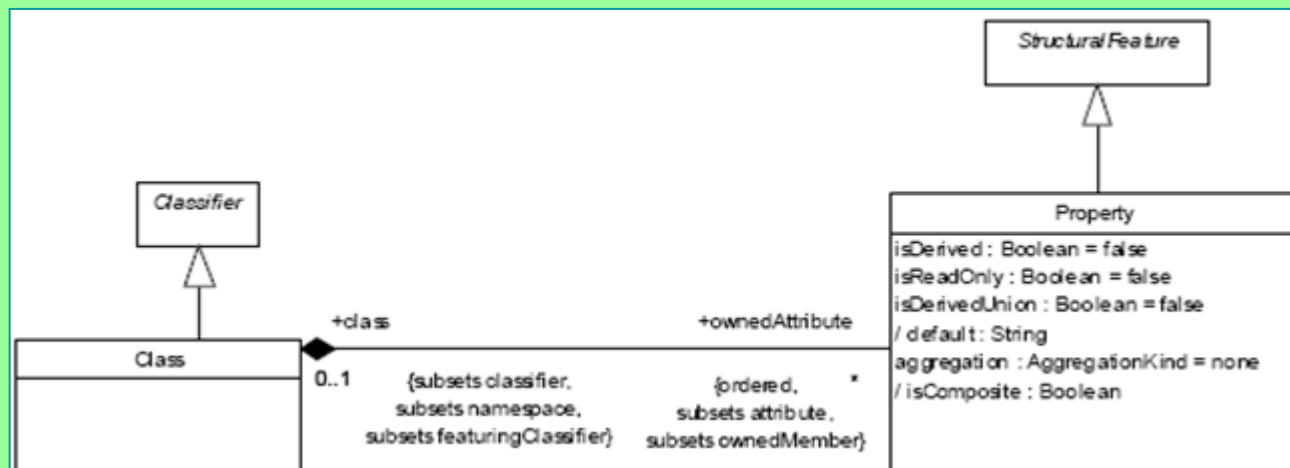 StructuralFeature
Classifier
Property
isDerived : Boolean = false
isReadOnly : Boolean = false
isDerivedUnion : Boolean = false
/ default : String
aggregation : AggregationKind = none
/ isComposite : Boolean
+class
+ownedAttribute
Class
0..1
{subsets classifier,
subsets namespace,
subsets featuringClassifier}
{ordered,
subsets attribute,
subsets ownedMember}
*